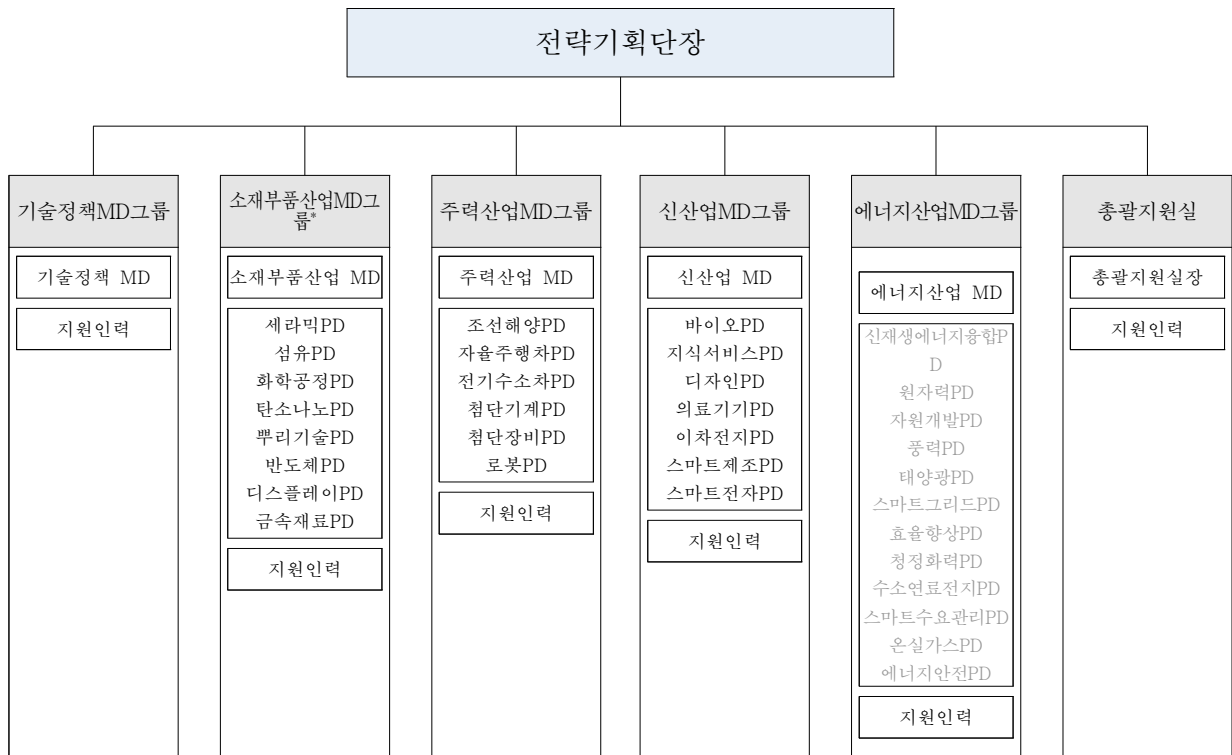 전략기획단장
기술정책MD그룹
기술정책 MD
지원인력
소재부품산업MD그
룹*
소재부품산업 MD
세라믹PD
섬유PD
화학공정PD
탄소나노PD
뿌리기술PD
반도체PD
디스플레이PD
금속재료PD
지원인력
주력산업MD그룹
주력산업 MD
조선해양PD
자율주행차PD
전기수소차PD
첨단기계PD
첨단장비PD
로봇PD
지원인력
신산업MD그룹
신산업 MD
바이오PD
지식서비스PD
디자인PD
의료기기PD
이차전지PD
스마트제조PD
스마트전자PD
지원인력
에너지산업MD그룹
에너지산업 MD
신재생에너지융합P
D
원자력PD
자원개발PD
풍력PD
태양광PD
스마트그리드PD
효율향상PD
청정화력PD
수소연료전지PD
스마트수요관리PD
온실가스PD
에너지안전PD
지원인력
총괄지원실
총괄지원실장
지원인력